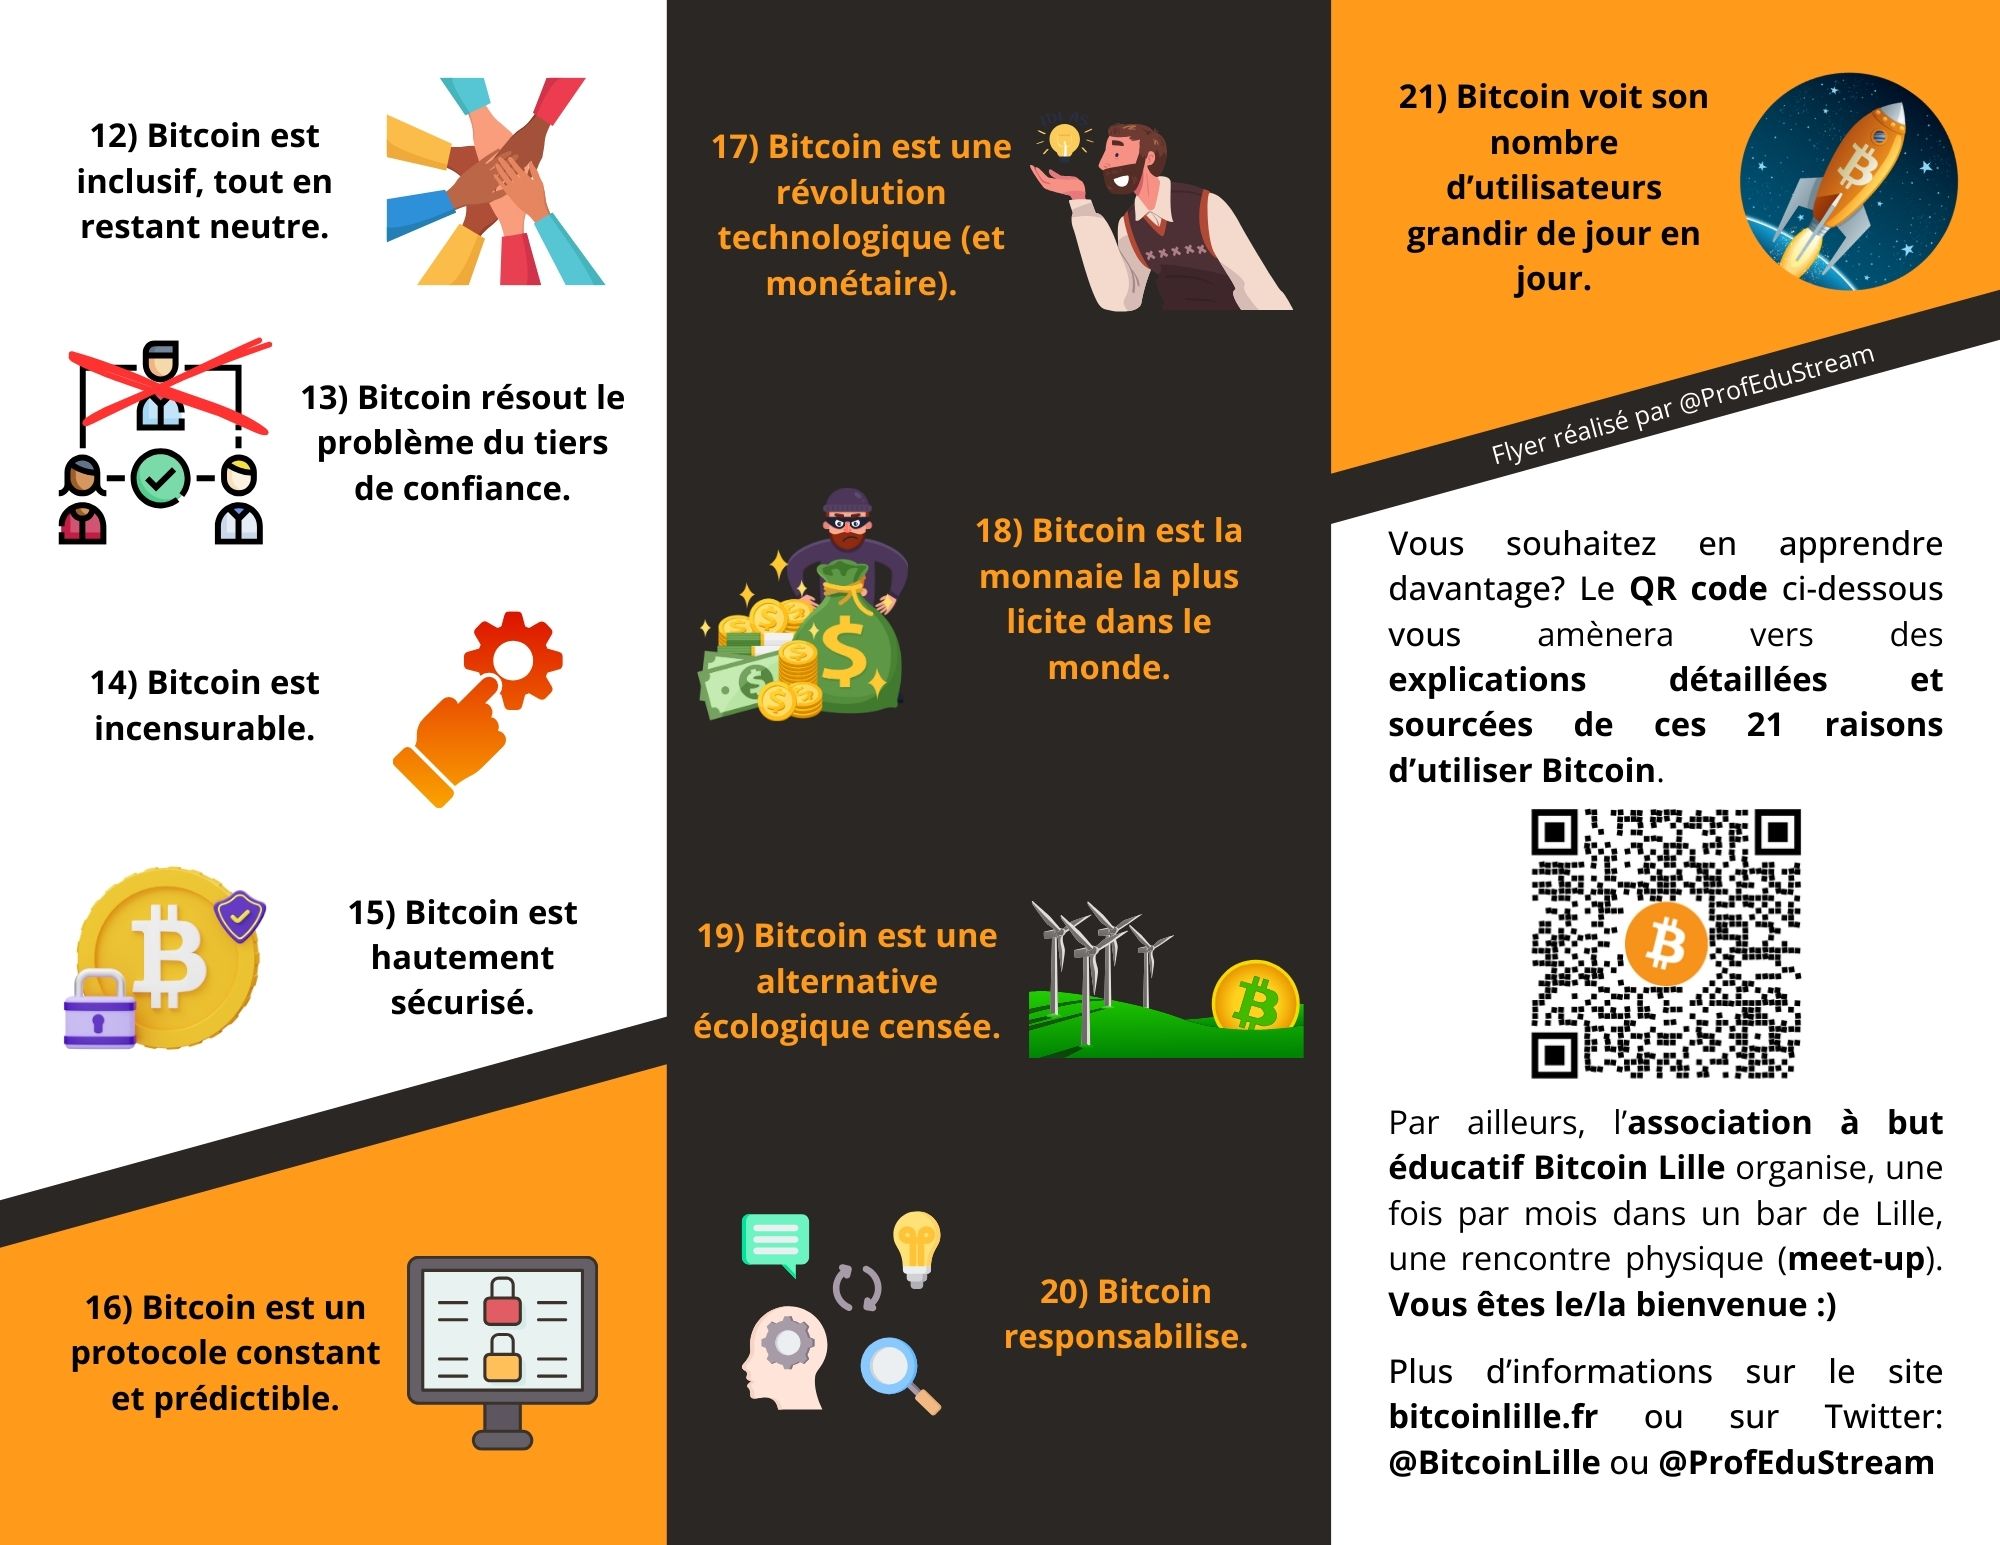 12) Bitcoin est
inclusif, tout en
restant neutre.
13) Bitcoin résout le
problème du tiers
de confiance.
14) Bitcoin est
incensurable.
15) Bitcoin est
hautement
sécurisé.
16) Bitcoin est un
protocole constant
et prédictible.
17) Bitcoin est une
révolution
technologique (et
monétaire).
IDEAS
18) Bitcoin est la
monnaie la plus
licite dans le
monde.
19) Bitcoin est une
alternative
écologique censée.
20) Bitcoin
responsabilise.
21) Bitcoin voit son
nombre
d’utilisateurs
grandir de jour en
jour.
Flyer réalisé par @ProfEduStream
Vous souhaitez en apprendre
davantage? Le QR code ci-dessous
vous amènera vers des
explications détaillées et
sourcées de ces 21 raisons
d’utiliser Bitcoin.
Par ailleurs, l’association à but
éducatif Bitcoin Lille organise, une
fois par mois dans un bar de Lille,
une rencontre physique (meet-up).
Vous êtes le/la bienvenue :)
Plus d’informations sur le site
bitcoinlille.fr ou sur Twitter:
@BitcoinLille ou @ProfEduStream